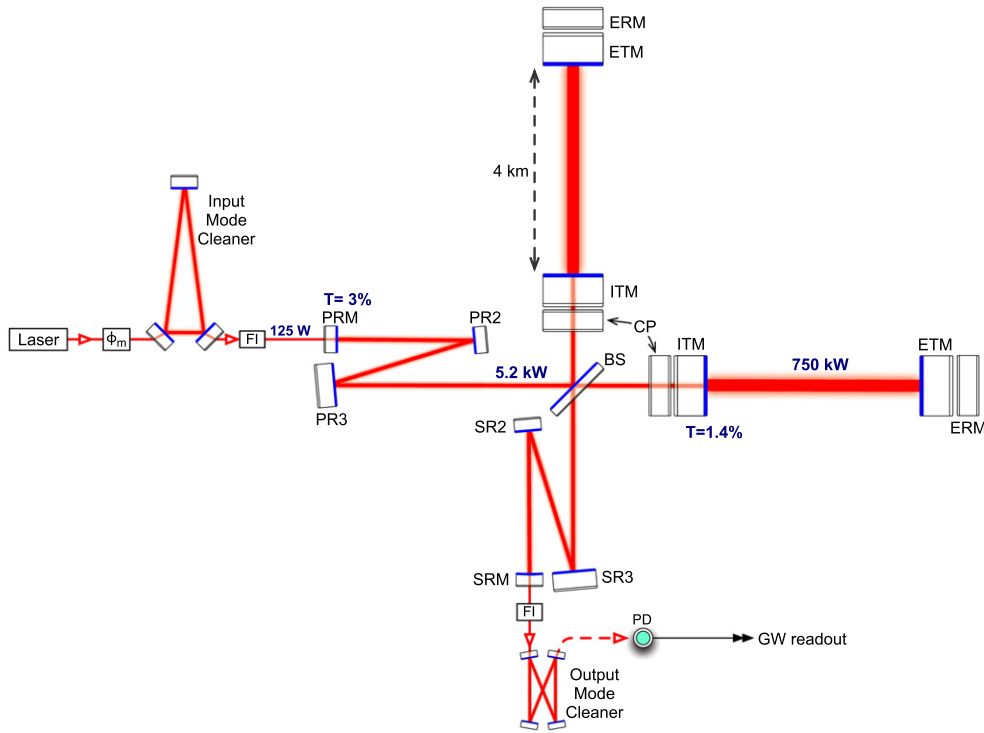 ERM
ETM
4 km
Input
Mode
Cleaner
ITM
T= 3%
PRM
PR2
CP
Laser
Φm
FI
125 W
BS
ITM
ETM
5.2 kW
750 kW
PR3
SR2
T=1.4%
ERM
SRM
SR3
FI
PD
GW readout
Output
Mode
Cleaner